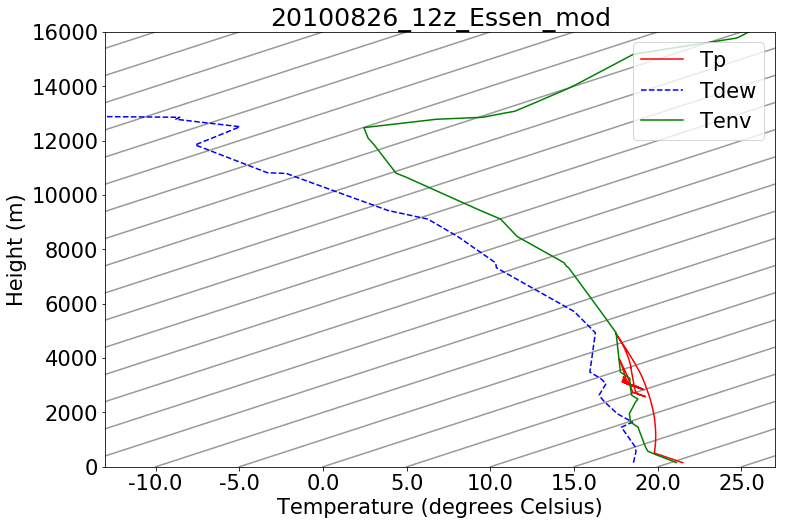 20100826_12z_Essen_mod
16000
14000
12000
10000
8000
6000
4000
2000
0
Height (m)
Tp
Tdew
Tenv
-10.0 -5.0 0.0 5.0 10.0 15.0 20.0 25.0
Temperature (degrees Celsius)